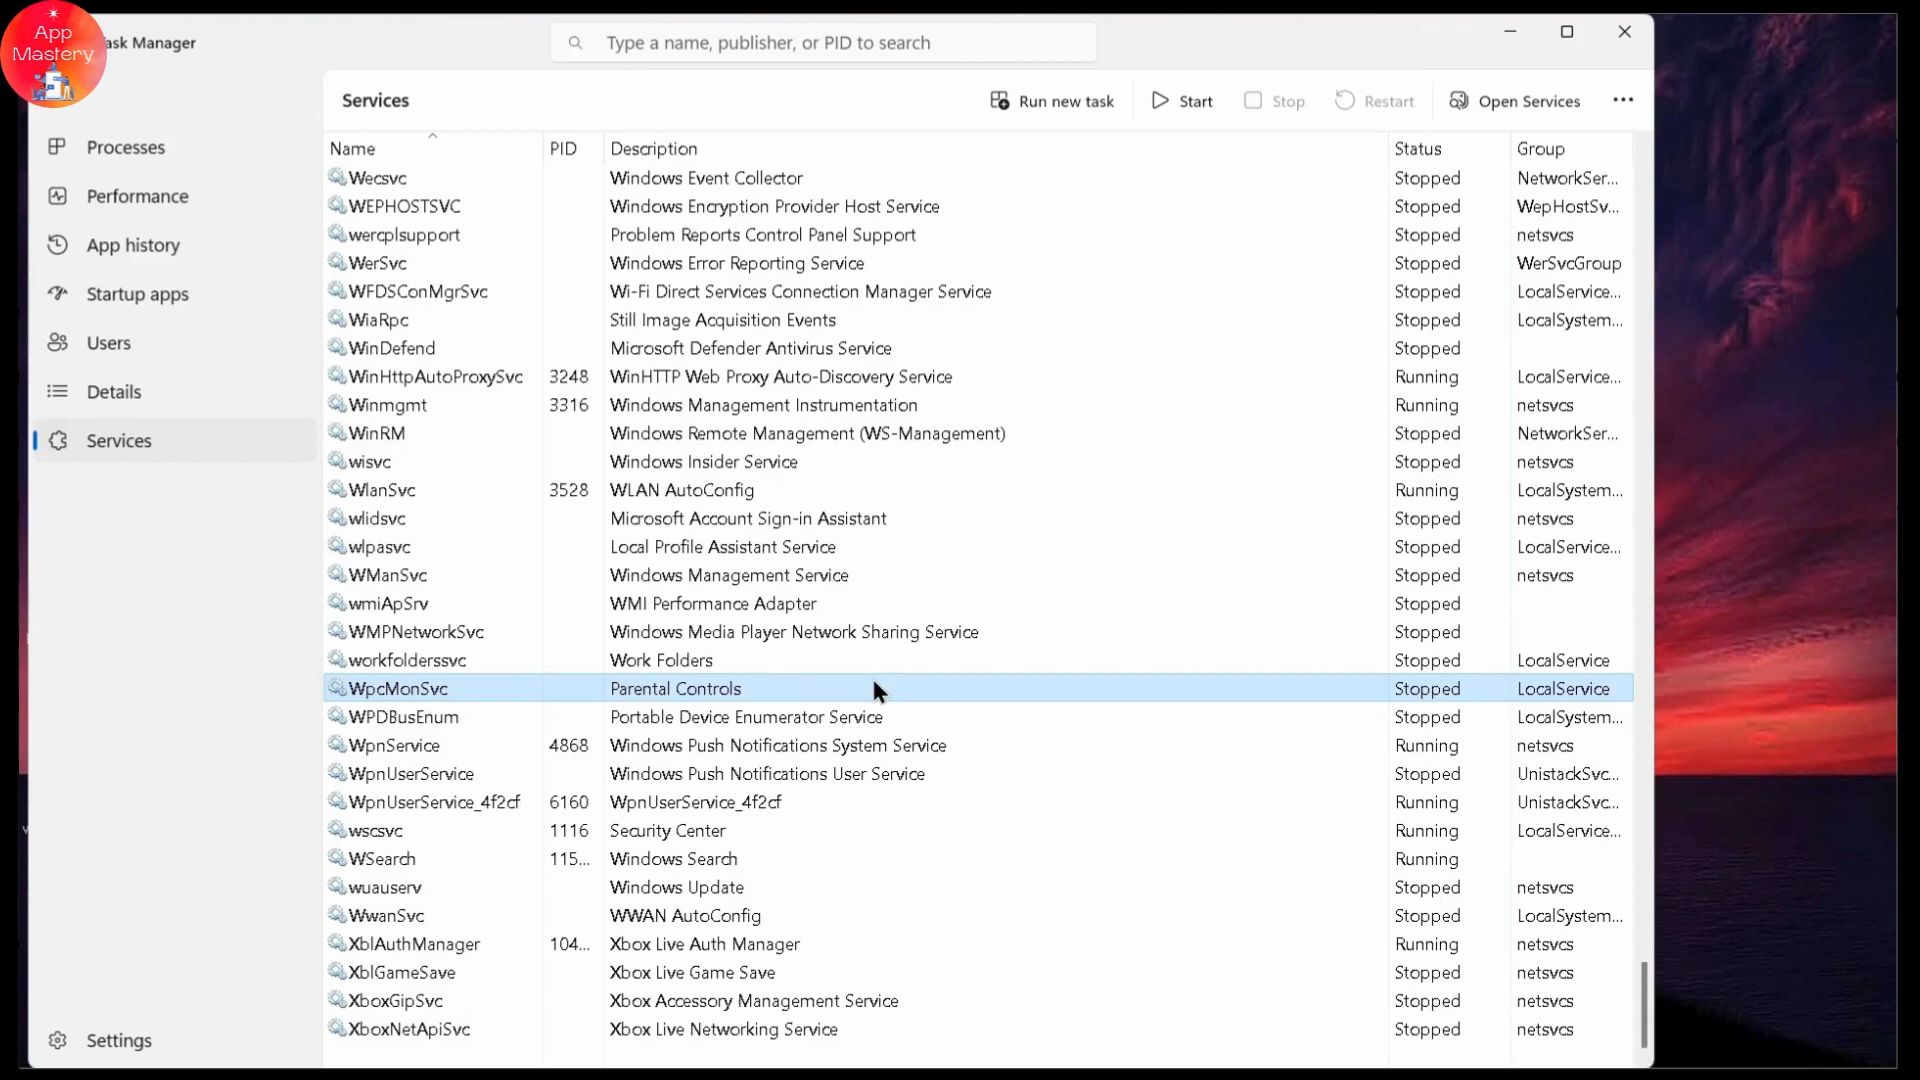 App
Mastery
ask Manager
Type a name, publisher, or PID to search
Services
Run new task
Start
Stop
Restart
Open Services
Processes
Performance
App history
Startup apps
Users
Details
Services
Settings
Name PID Description Status Group
Wecsvc Windows Event Collector Stopped NetworkSer...
WEPHOSTSVC Windows Encryption Provider Host Service Stopped WepHostSv...
wercplsupport Problem Reports Control Panel Support Stopped netsvcs
WerSvc Windows Error Reporting Service Stopped WerSvcGroup
WFDSConMgrSvc Wi-Fi Direct Services Connection Manager Service Stopped LocalService...
WiaRpc Still Image Acquisition Events Stopped LocalSystem...
WinDefend Microsoft Defender Antivirus Service Stopped
WinHttpAutoProxySvc 3248 WinHTTP Web Proxy Auto-Discovery Service Running LocalService...
Winmgmt 3316 Windows Management Instrumentation Running netsvcs
WinRM Windows Remote Management (WS-Management) Stopped NetworkSer...
wisvc Windows Insider Service Stopped netsvcs
WlanSvc 3528 WLAN AutoConfig Running LocalSystem...
wlidsvc Microsoft Account Sign-in Assistant Stopped netsvcs
wlpasvc Local Profile Assistant Service Stopped LocalService...
WManSvc Windows Management Service Stopped netsvcs
wmiApSrv WMI Performance Adapter Stopped
WMPNetworkSvc Windows Media Player Network Sharing Service Stopped
workfolderssvc Work Folders Stopped LocalService
WpcMonSvc Parental Controls Stopped LocalService
WPDBusEnum Portable Device Enumerator Service Stopped LocalSystem...
WpnService 4868 Windows Push Notifications System Service Running netsvcs
WpnUserService Windows Push Notifications User Service Stopped UnistackSvc...
WpnUserService_4f2cf 6160 WpnUserService_4f2cf Running UnistackSvc...
wscsvc 1116 Security Center Running LocalService...
WSearch 115... Windows Search Running
wuauserv Windows Update Stopped netsvcs
WwanSvc WWAN AutoConfig Stopped LocalSystem...
XblAuthManager 104... Xbox Live Auth Manager Running netsvcs
XblGameSave Xbox Live Game Save Stopped netsvcs
XboxGipSvc Xbox Accessory Management Service Stopped netsvcs
XboxNetApiSvc Xbox Live Networking Service Stopped netsvcs